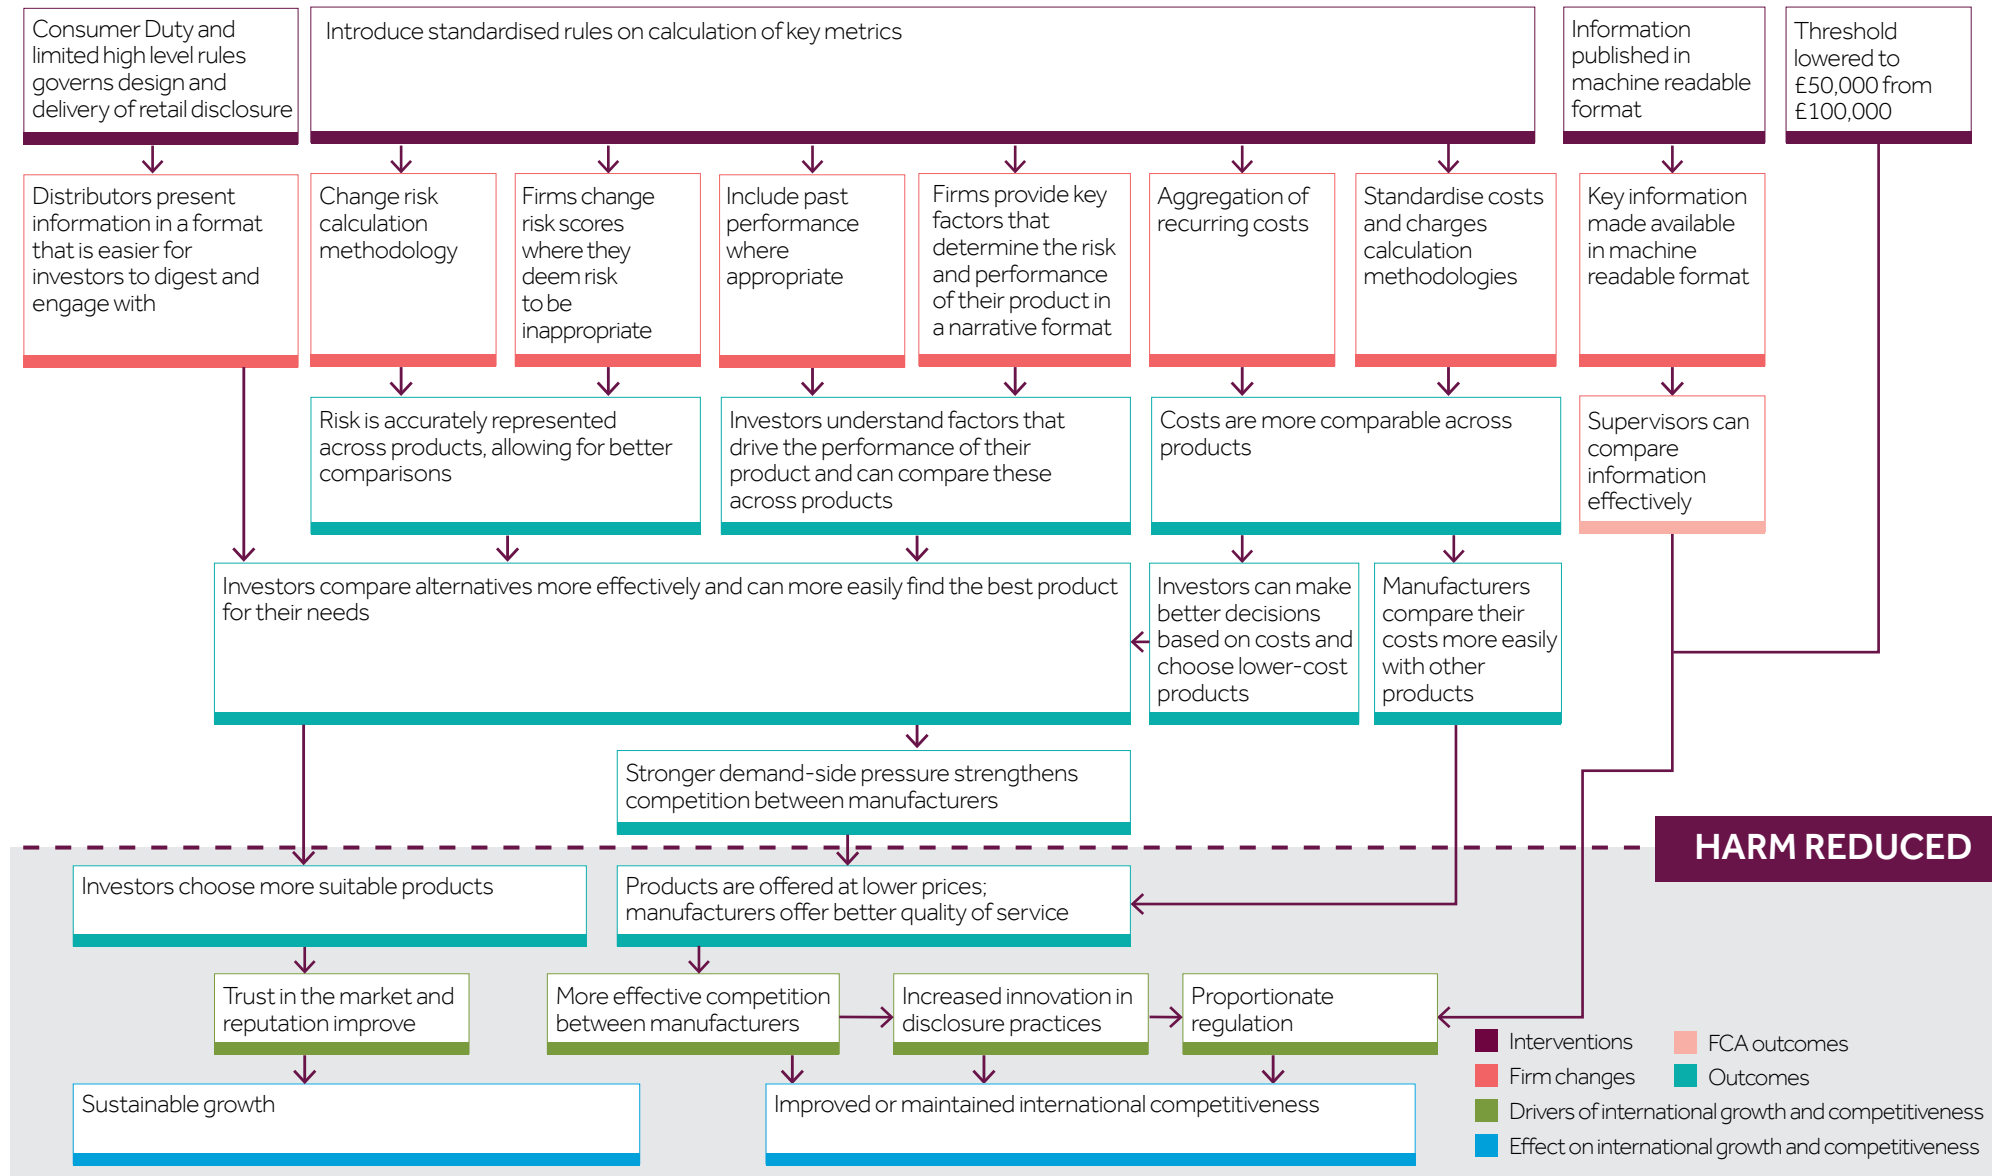 Consumer Duty and
limited high level rules
governs design and
delivery of retail disclosure
Introduce standardised rules on calculation of key metrics
Information
published in
machine readable
format
Threshold
lowered to
£50,000 from
£100,000
Distributors present
information in a format
that is easier for
investors to digest and
engage with
Change risk
calculation
methodology
Firms change
risk scores
where they
deem risk
to be
inappropriate
Include past
performance
where
appropriate
Firms provide key
factors that
determine the risk
and performance
of their product in
a narrative format
Aggregation of
recurring costs
Standardise costs
and charges
calculation
methodologies
Key information
made available
in machine
readable format
Risk is accurately represented
across products, allowing for better
comparisons
Investors understand factors that
drive the performance of their
product and can compare these
across products
Costs are more comparable across
products
Supervisors can
compare
information
effectively
Investors compare alternatives more effectively and can more easily find the best product
for their needs
Investors can make
better decisions
based on costs and
choose lower-cost
products
Manufacturers
compare their
costs more easily
with other
products
Stronger demand-side pressure strengthens
competition between manufacturers
HARM REDUCED
Investors choose more suitable products
Products are offered at lower prices;
manufacturers offer better quality of service
Trust in the market and
reputation improve
More effective competition
between manufacturers
Increased innovation in
disclosure practices
Proportionate
regulation
Sustainable growth
Improved or maintained international competitiveness
Interventions
FCA outcomes
Firm changes
Outcomes
Drivers of international growth and competitiveness
Effect on international growth and competitiveness